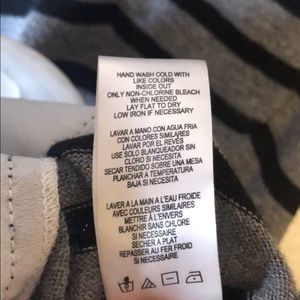 HAND WASH COLD WITH
LIKE COLORS
INSIDE OUT
ONLY NON-CHLORINE BLEACH
WHEN NEEDED
LAY FLAT TO DRY
LOW IRON IF NECESSARY
LAVAR A MANO CON AGUA FRIA
CON COLORES SIMILARES
LAVAR POR EL REVÉS
USE SOLO BLANQUEADOR SIN
CLORO SI NECESITA
SECAR TENDIDO SOBRE UNA MESA
PLANCHAR A TEMPERATURA
BAJA SI NECESITA
LAVER A LA MAIN A L'EAU FROIDE
AVEC COULEURS SIMILAIRES
METTRE À L'ENVERS
BLANCHIR SANS CHLORE
SI NECESSAIRE
SECHER A PLAT
REPASSER AU FER FROID
SI NECESSAIRE